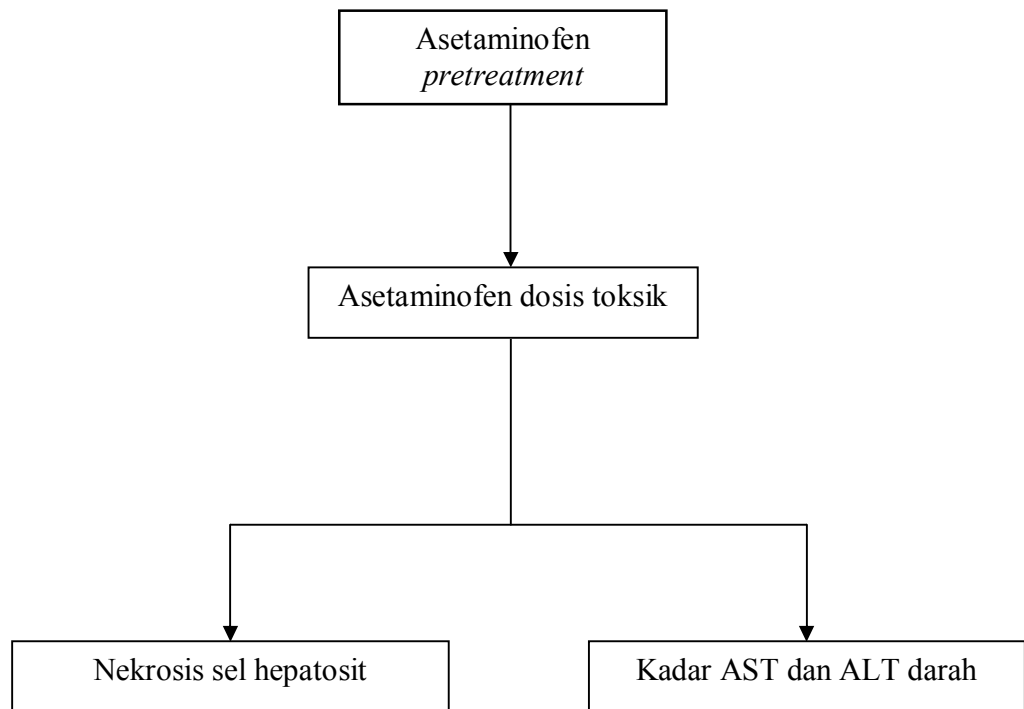 Asetaminofen
pretreatment
Asetaminofen dosis toksik
Nekrosis sel hepatosit
Kadar AST dan ALT darah